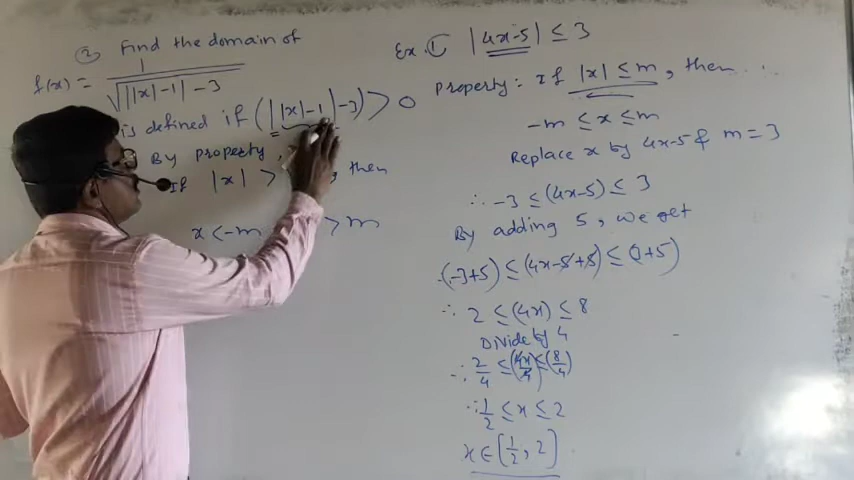 ② Find the domain of
f(x) = 1/√(||x|-1|-3)
is defined if (||x|-1|-3) > 0
By property,
If |x| > , then
x<-m > m
Ex. ① |4x-5| ≤ 3
Property: If |x| ≤ m, then ...
-m ≤ x ≤ m
Replace x by 4x-5 & m = 3
∴ -3 ≤ (4x-5) ≤ 3
By adding 5, we get
(-3+5) ≤ (4x-5+5) ≤ (3+5)
∴ 2 ≤ (4x) ≤ 8
Divide by 4
∴ 2/4 ≤ (4x/4) ≤ (8/4)
∴ 1/2 ≤ x ≤ 2
x ∈ [1/2, 2]